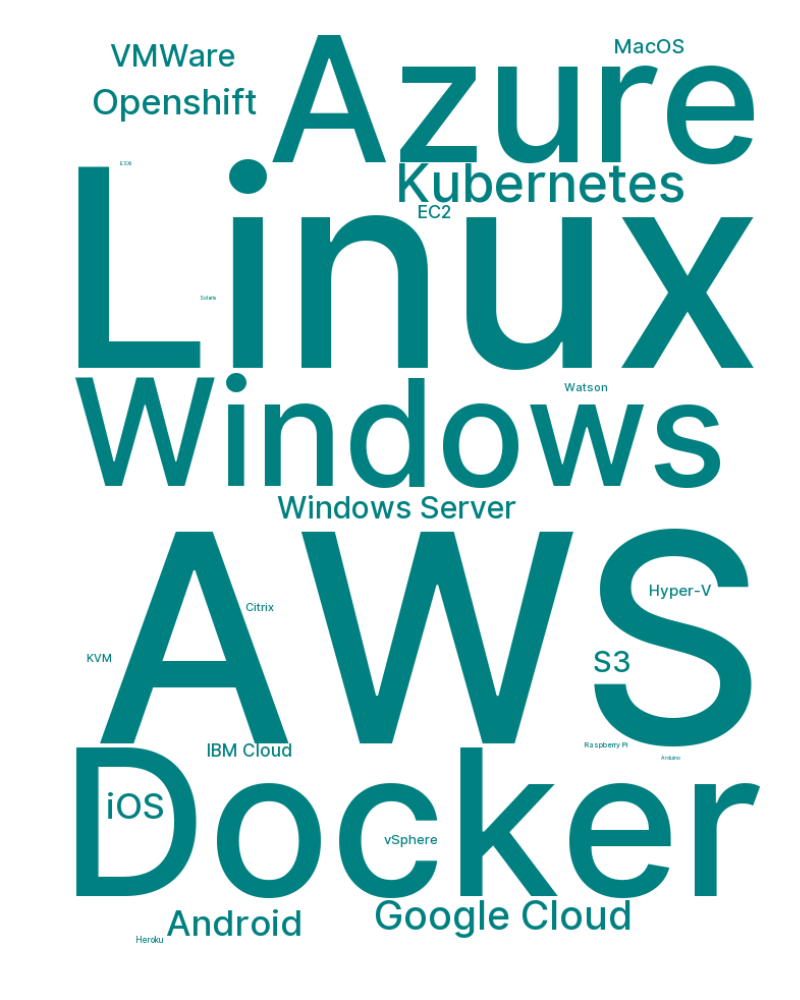 VMWare
MacOS
Openshift
Azure
Kubernetes
EC2
Linux
Solaris
Windows
Watson
Windows Server
AWS
Hyper-V
Citrix
KVM
S3
Raspberry Pi
IBM Cloud
Arduino
Docker
iOS
vSphere
Android
Google Cloud
Heroku